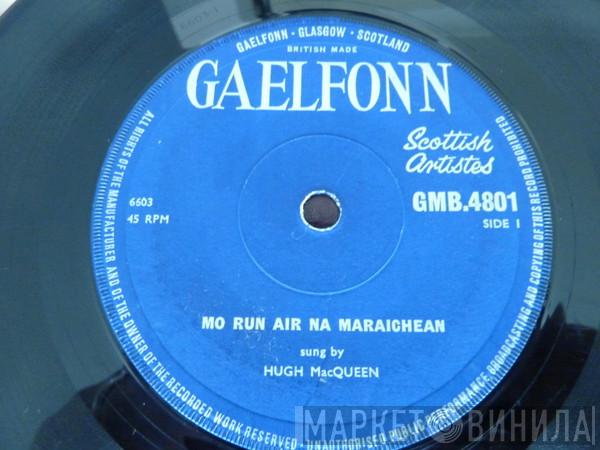 6603-1
GAELFONN · GLASGOW · SCOTLAND
BRITISH MADE
GAELFONN
Scottish
Artistes
GMB.4801
SIDE 1
6603
45 RPM
MO RUN AIR NA MARAICHEAN
sung by
HUGH MacQUEEN
ALL RIGHTS OF THE MANUFACTURER AND OF THE OWNER OF THE RECORDED WORK RESERVED · UNAUTHORISED PUBLIC PERFORMANCE BROADCASTING AND COPYING OF THIS RECORD PROHIBITED
МАРКЕТ ВИНИЛА